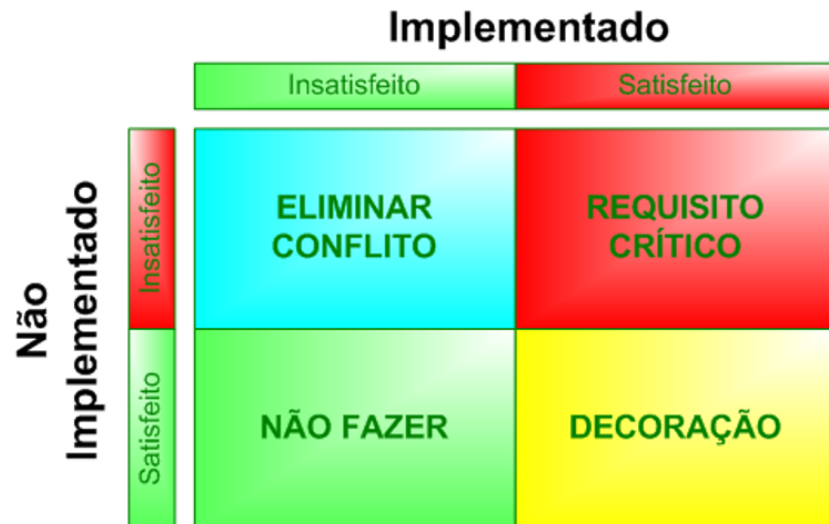 Implementado
Insatisfeito
Satisfeito
Não
Implementado
Insatisfeito
Satisfeito
ELIMINAR
CONFLITO
REQUISITO
CRÍTICO
NÃO FAZER
DECORAÇÃO